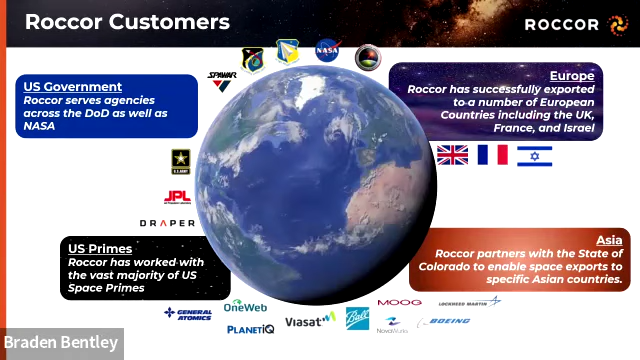 Roccor Customers
ROCCOR
US Government
Roccor serves agencies
across the DoD as well as
NASA
SPAWAR
NASA
Europe
Roccor has successfully exported
to a number of European
Countries including the UK,
France, and Israel
U.S. ARMY
JPL
DRAPER
US Primes
Roccor has worked with
the vast majority of US
Space Primes
Asia
Roccor partners with the State of
Colorado to enable space exports to
specific Asian countries.
GENERAL
ATOMICS
OneWeb
PLANETiQ
Viasat
Ball
MOOG
NovaWurks
LOCKHEED MARTIN
BOEING
Braden Bentley